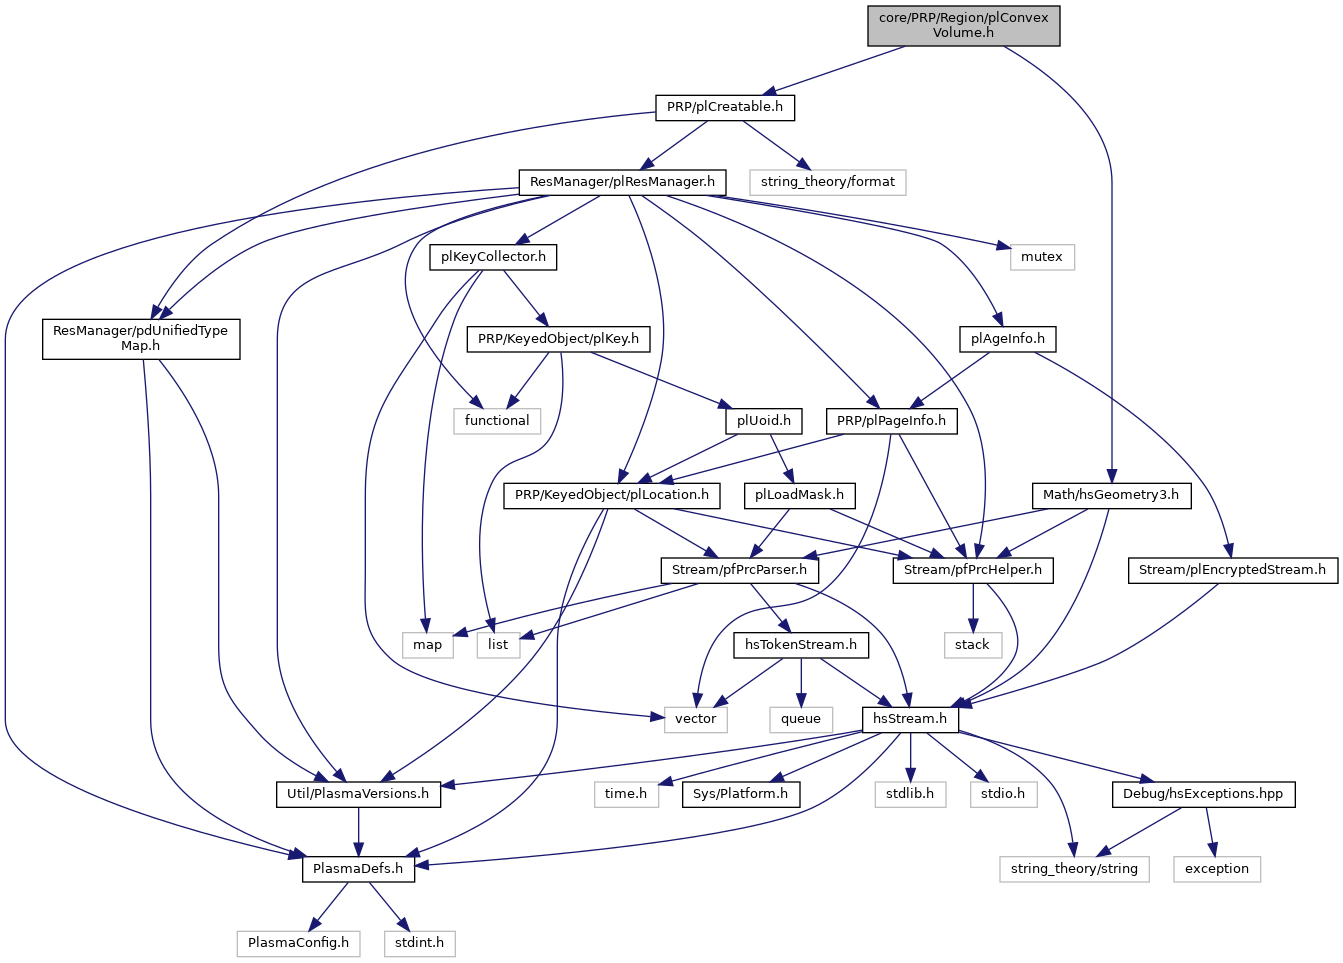 core/PRP/Region/plConvex
Volume.h
PRP/plCreatable.h
ResManager/plResManager.h
string_theory/format
plKeyCollector.h
mutex
ResManager/pdUnifiedType
Map.h
PRP/KeyedObject/plKey.h
plAgeInfo.h
functional
plUoid.h
PRP/plPageInfo.h
PRP/KeyedObject/plLocation.h
plLoadMask.h
Math/hsGeometry3.h
Stream/pfPrcParser.h
Stream/pfPrcHelper.h
Stream/plEncryptedStream.h
map
list
hsTokenStream.h
stack
vector
queue
hsStream.h
Util/PlasmaVersions.h
time.h
Sys/Platform.h
stdlib.h
stdio.h
Debug/hsExceptions.hpp
PlasmaDefs.h
string_theory/string
exception
PlasmaConfig.h
stdint.h